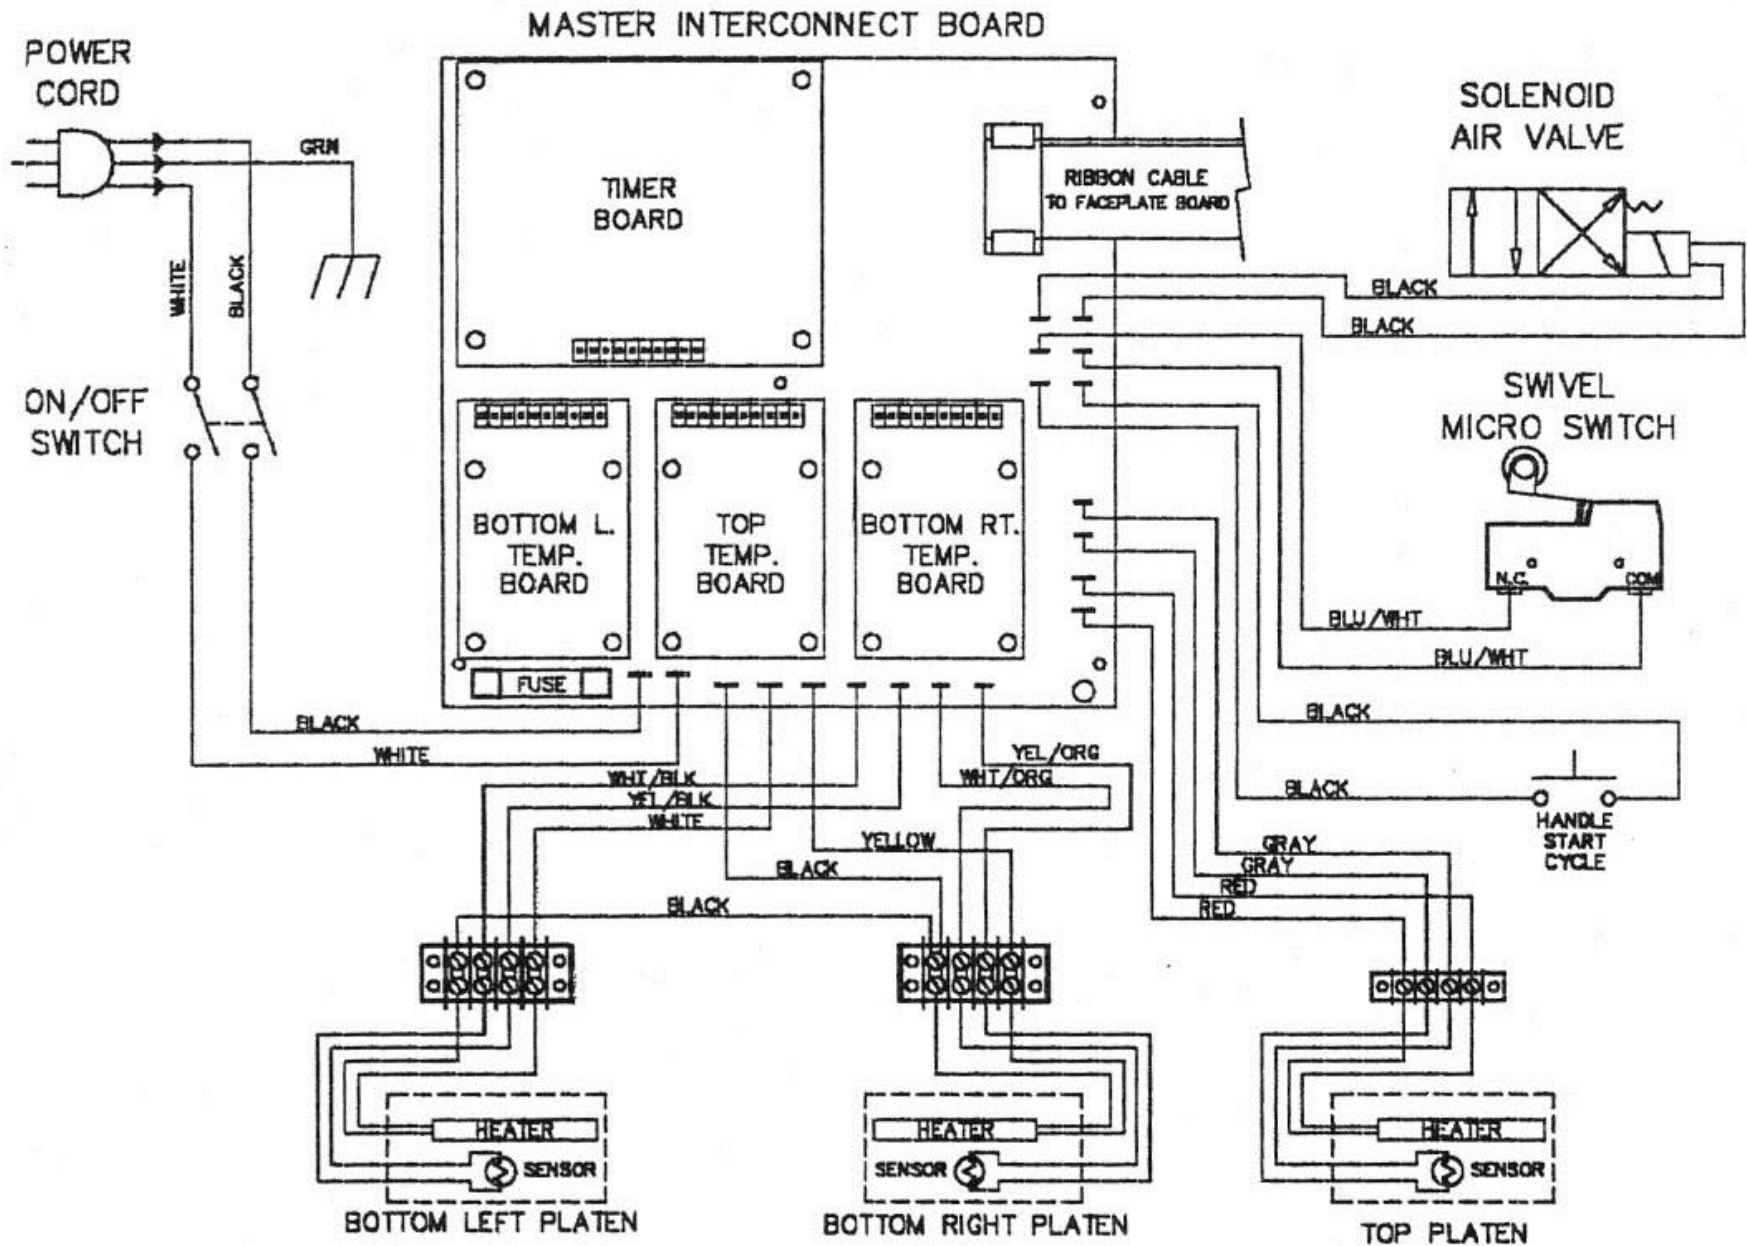 MASTER INTERCONNECT BOARD
POWER
CORD
GRN
WHITE
BLACK
ON/OFF
SWITCH
TIMER
BOARD
RIBBON CABLE
TO FACEPLATE BOARD
SOLENOID
AIR VALVE
BLACK
BLACK
SWIVEL
MICRO SWITCH
N.C.
COM
BLU/WHT
BLU/WHT
BOTTOM L.
TEMP.
BOARD
TOP
TEMP.
BOARD
BOTTOM RT.
TEMP.
BOARD
FUSE
BLACK
WHITE
WHT/BLK
YEL/BLK
WHITE
YEL/ORG
WHT/ORG
YELLOW
BLACK
BLACK
BLACK
BLACK
HANDLE
START
CYCLE
GRAY
GRAY
RED
RED
HEATER
SENSOR
BOTTOM LEFT PLATEN
HEATER
SENSOR
BOTTOM RIGHT PLATEN
HEATER
SENSOR
TOP PLATEN